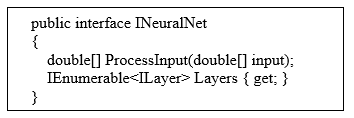 public interface INeuralNet
{
double[] ProcessInput(double[] input);
IEnumerable<ILayer> Layers { get; }
}